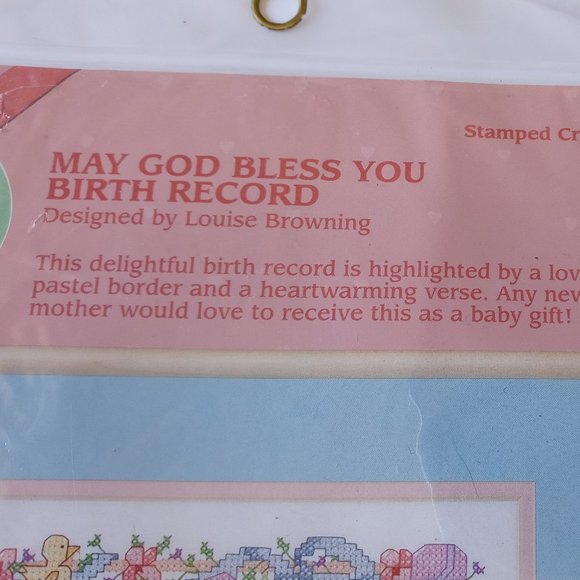 Stamped Cr
MAY GOD BLESS YOU
BIRTH RECORD
Designed by Louise Browning
This delightful birth record is highlighted by a lov
pastel border and a heartwarming verse. Any new
mother would love to receive this as a baby gift!